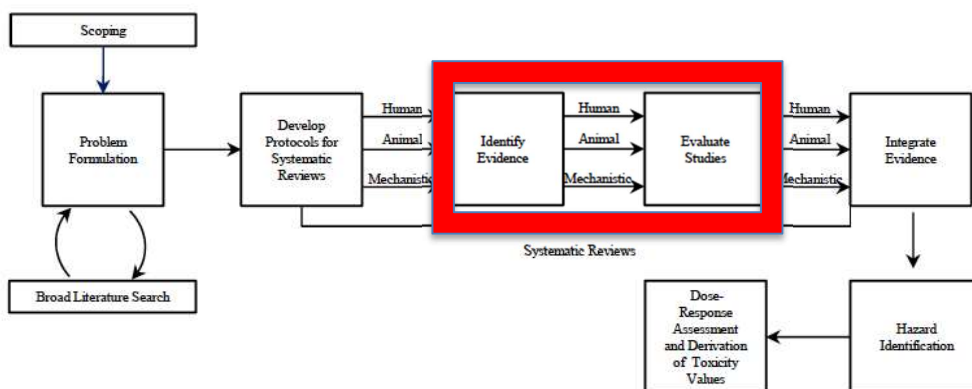 Scoping
Problem
Formulation
Broad Literature Search
Develop
Protocols for
Systematic
Reviews
Human
Animal
Mechanistic
Identify
Evidence
Human
Animal
Mechanistic
Evaluate
Studies
Human
Animal
Mechanistic
Integrate
Evidence
Systematic Reviews
Hazard
Identification
Dose-
Response
Assessment
and Derivation
of Toxicity
Values